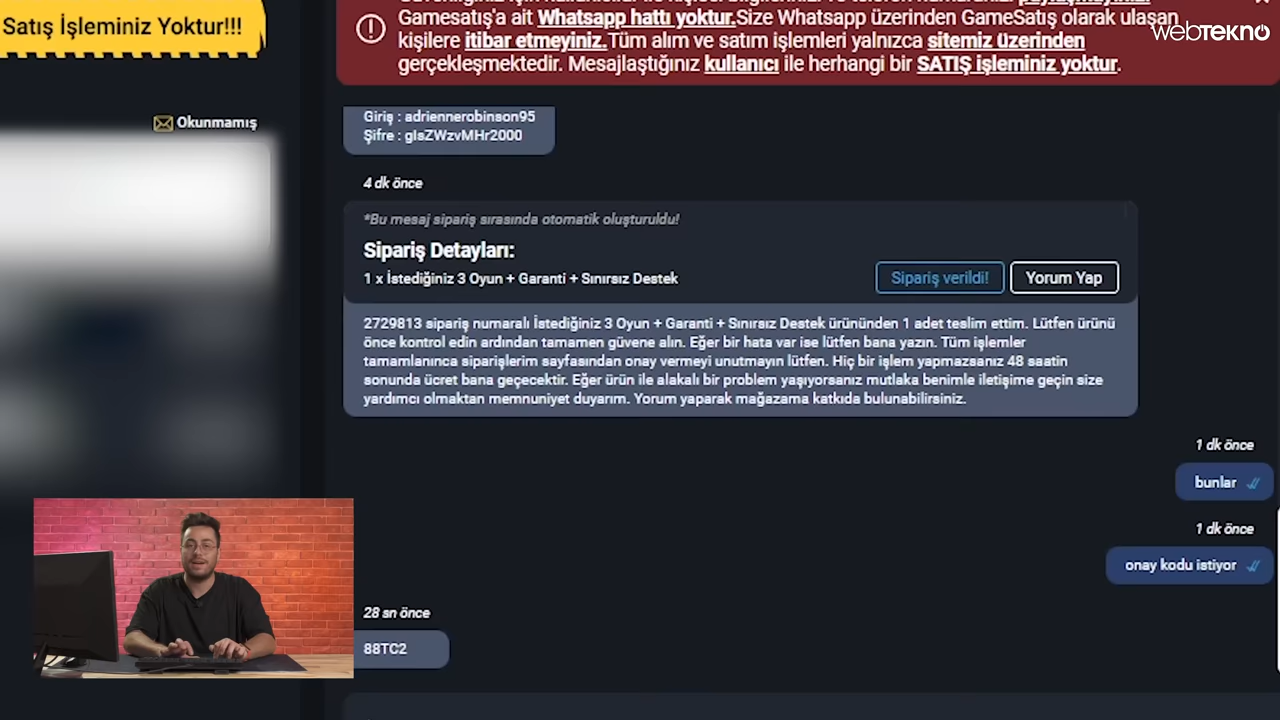 Satış İşleminiz Yoktur!!!
Gamesatış'a ait Whatsapp hattı yoktur.Size Whatsapp üzerinden GameSatış olarak ulaşan
kişilere itibar etmeyiniz.Tüm alım ve satım işlemleri yalnızca sitemiz üzerinden
gerçekleşmektedir. Mesajlaştığınız kullanıcı ile herhangi bir SATIŞ işleminiz yoktur.
webtekno
Okunmamış
Giriş : adriennerobinson95
Şifre : gIsZWzvMHr2000
4 dk önce
*Bu mesaj sipariş sırasında otomatik oluşturuldu!
Sipariş Detayları:
1 x İstediğiniz 3 Oyun + Garanti + Sınırsız Destek
Sipariş verildi!
Yorum Yap
2729813 sipariş numaralı İstediğiniz 3 Oyun + Garanti + Sınırsız Destek ürününden 1 adet teslim ettim. Lütfen ürünü
önce kontrol edin ardından tamamen güvene alın. Eğer bir hata var ise lütfen bana yazın. Tüm işlemler
tamamlanınca siparişlerim sayfasından onay vermeyi unutmayın lütfen. Hiç bir işlem yapmazsanız 48 saatin
sonunda ücret bana geçecektir. Eğer ürün ile alakalı bir problem yaşıyorsanız mutlaka benimle iletişime geçin size
yardımcı olmaktan memnuniyet duyarım. Yorum yaparak mağazama katkıda bulunabilirsiniz.
1 dk önce
bunlar
1 dk önce
onay kodu istiyor
28 sn önce
88TC2